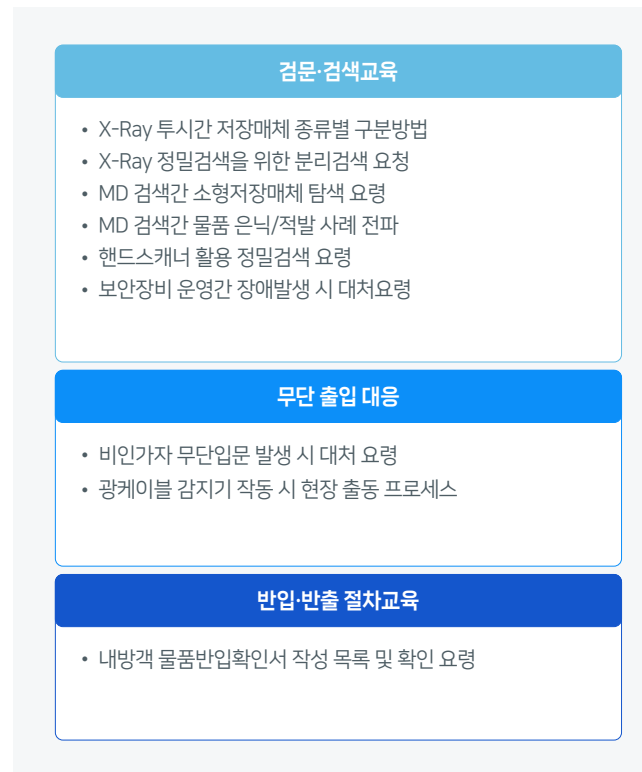 검문·검색교육
• X-Ray 투시간 저장매체 종류별 구분방법
• X-Ray 정밀검색을 위한 분리검색 요청
• MD 검색간 소형저장매체 탐색 요령
• MD 검색간 물품 은닉/적발 사례 전파
• 핸드스캐너 활용 정밀검색 요령
• 보안장비 운영간 장애발생 시 대처요령
무단 출입 대응
• 비인가자 무단입문 발생 시 대처 요령
• 광케이블 감지기 작동 시 현장 출동 프로세스
반입·반출 절차교육
• 내방객 물품반입확인서 작성 목록 및 확인 요령